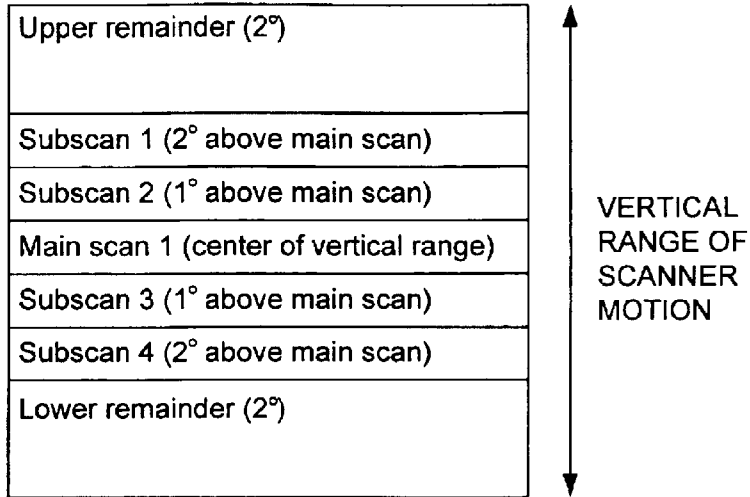 Upper remainder (2°)
Subscan 1 (2° above main scan)
Subscan 2 (1° above main scan)
Main scan 1 (center of vertical range)
Subscan 3 (1° above main scan)
Subscan 4 (2° above main scan)
Lower remainder (2°)
VERTICAL
RANGE OF
SCANNER
MOTION